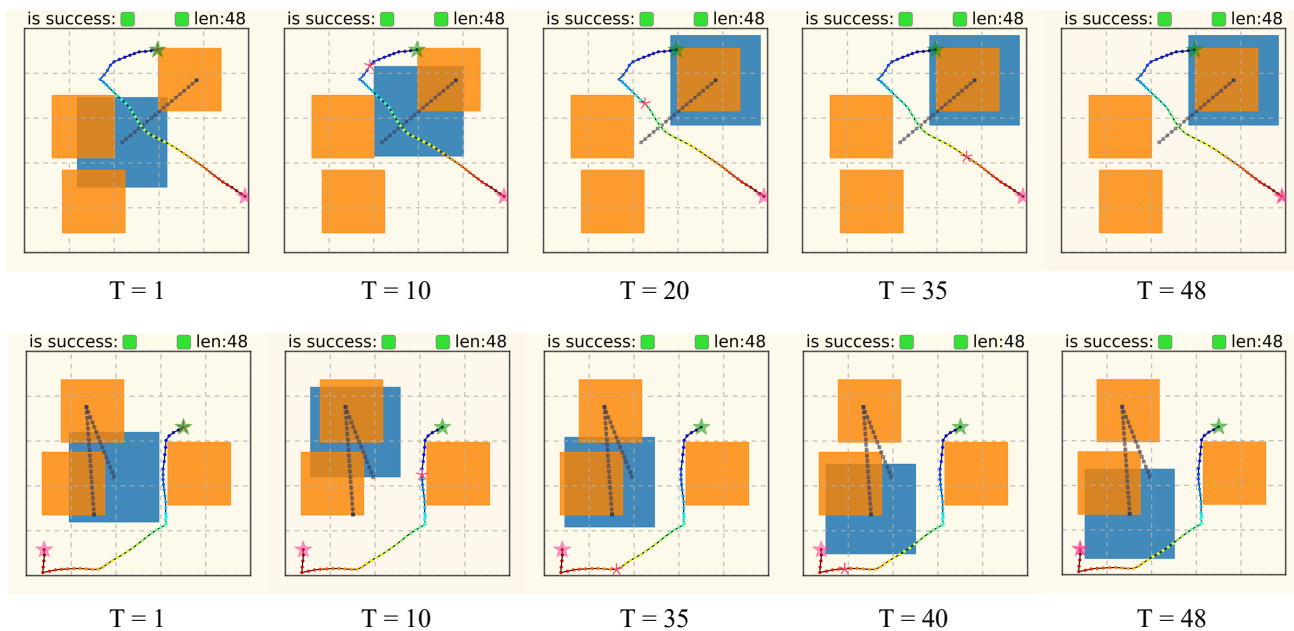 is success: len:48 is success: len:48 is success: len:48 is success: len:48 is success: len:48
T = 1 T = 10 T = 20 T = 35 T = 48
is success: len:48 is success: len:48 is success: len:48 is success: len:48 is success: len:48
T = 1 T = 10 T = 35 T = 40 T = 48